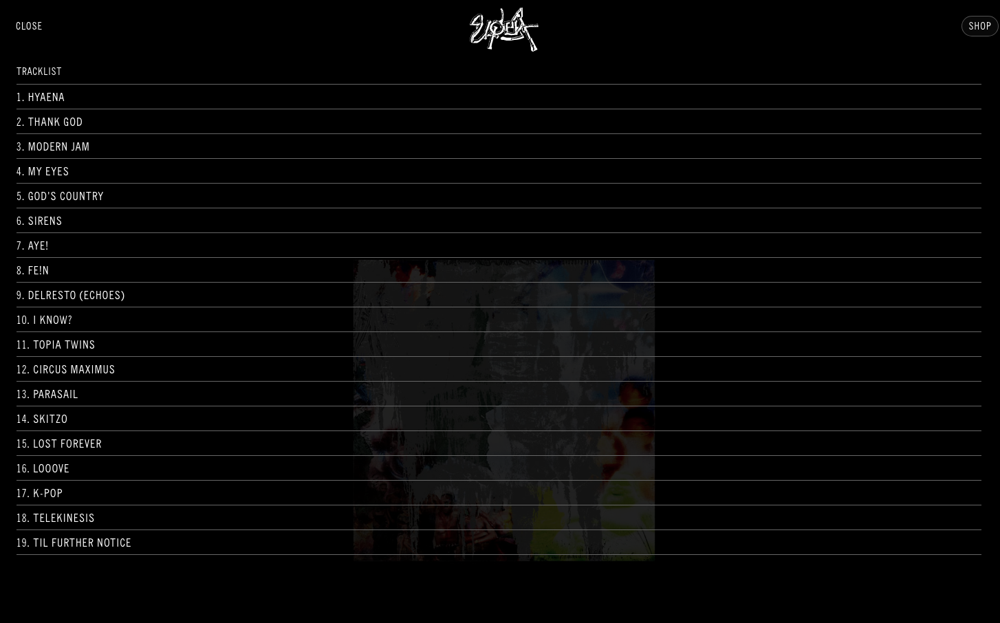 CLOSE
SHOP
TRACKLIST
1. HYAENA
2. THANK GOD
3. MODERN JAM
4. MY EYES
5. GOD'S COUNTRY
6. SIRENS
7. AYE!
8. FE!N
9. DELRESTO (ECHOES)
10. I KNOW?
11. TOPIA TWINS
12. CIRCUS MAXIMUS
13. PARASAIL
14. SKITZO
15. LOST FOREVER
16. LOOOVE
17. K-POP
18. TELEKINESIS
19. TIL FURTHER NOTICE